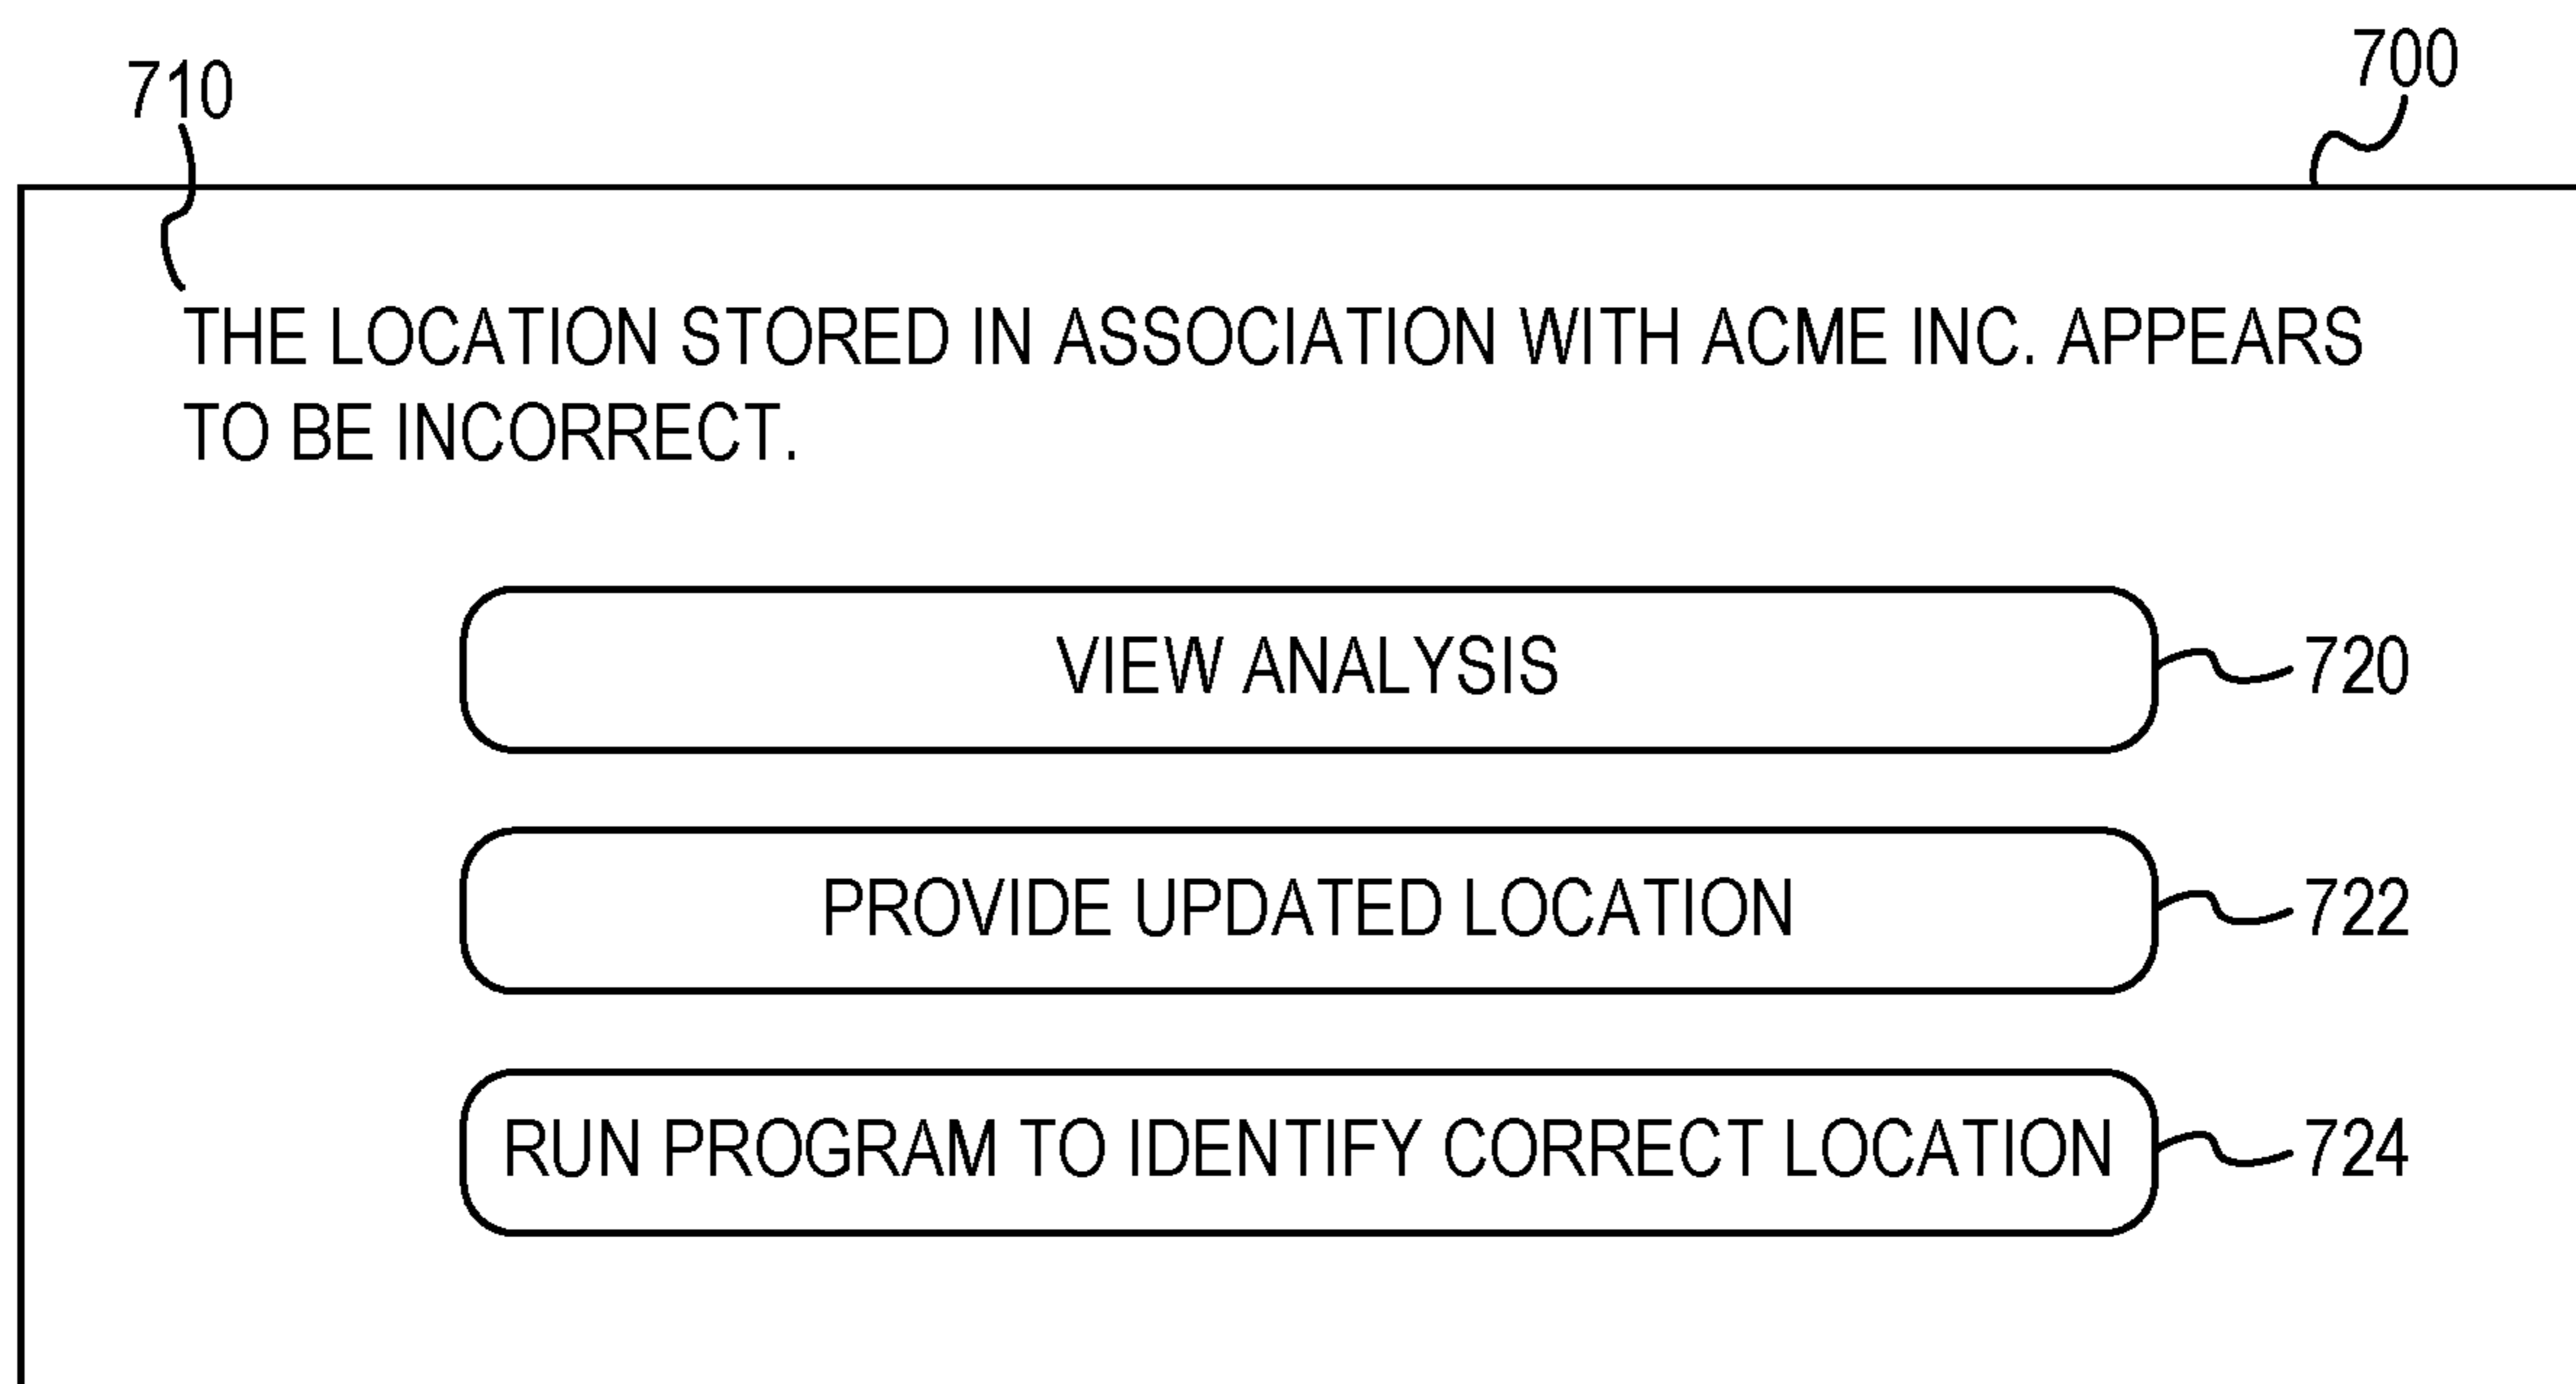 700
710
THE LOCATION STORED IN ASSOCIATION WITH ACME INC. APPEARS
TO BE INCORRECT.
VIEW ANALYSIS
720
PROVIDE UPDATED LOCATION
722
RUN PROGRAM TO IDENTIFY CORRECT LOCATION
724